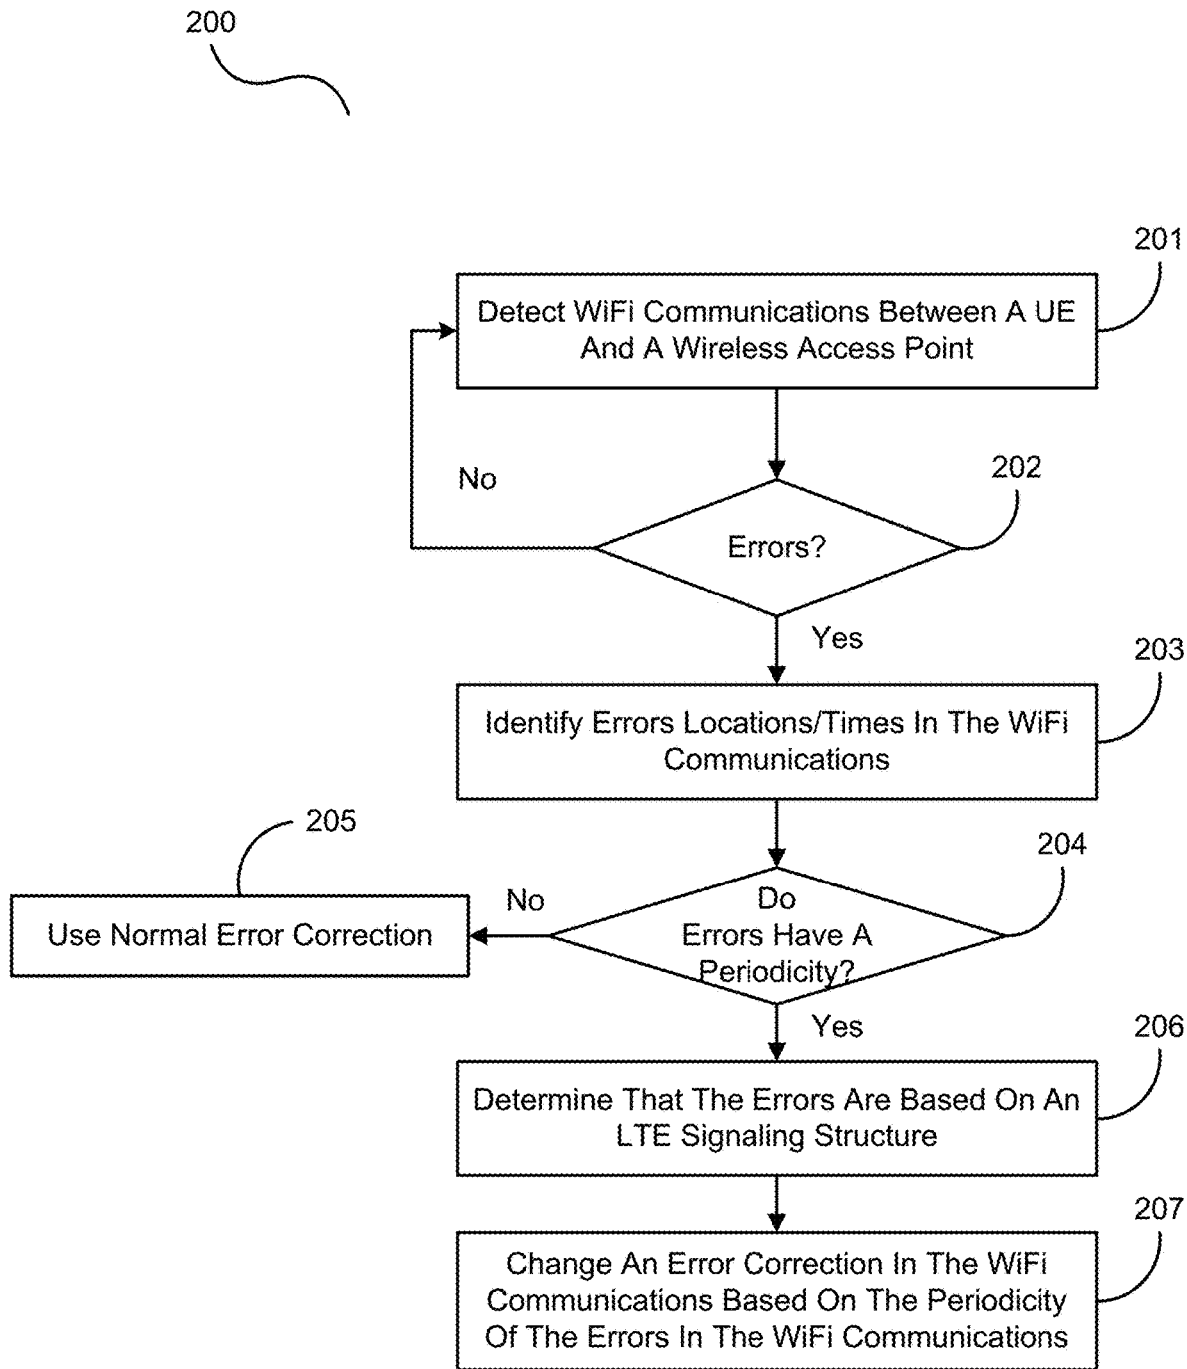 200
201
Detect WiFi Communications Between A UE
And A Wireless Access Point
No
202
Errors?
Yes
203
Identify Errors Locations/Times In The WiFi
Communications
205
204
No
Do
Errors Have A
Periodicity?
Use Normal Error Correction
Yes
206
Determine That The Errors Are Based On An
LTE Signaling Structure
207
Change An Error Correction In The WiFi
Communications Based On The Periodicity
Of The Errors In The WiFi Communications